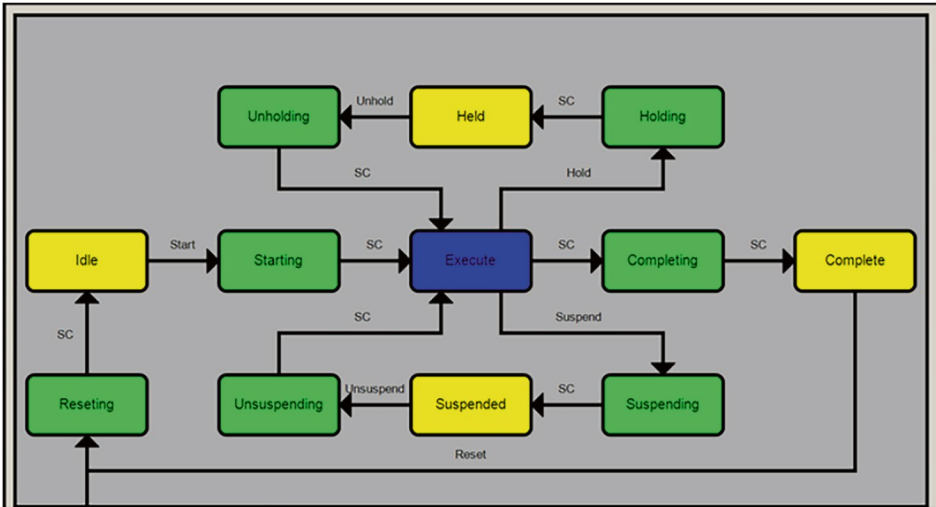 Unhold
SC
Unholding
Held
Holding
SC
Hold
Start
SC
SC
SC
Idle
Starting
Execute
Completing
Complete
SC
SC
Suspend
Unsuspend
SC
Reseting
Unsuspending
Suspended
Suspending
Reset